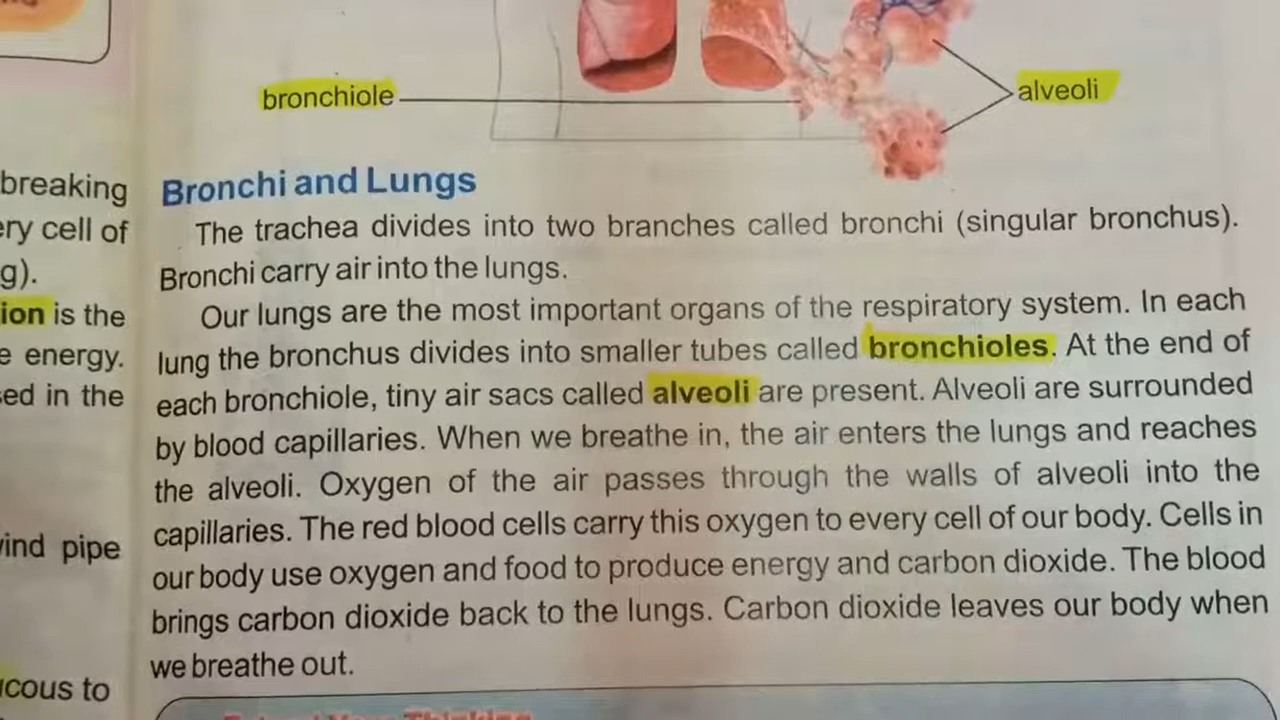 bronchiole
alveoli
breaking
cell of
is the
energy.
in the
pipe
to
Bronchi and Lungs
The trachea divides into two branches called bronchi (singular bronchus).
Bronchi carry air into the lungs.
Our lungs are the most important organs of the respiratory system. In each
lung the bronchus divides into smaller tubes called bronchioles. At the end of
each bronchiole, tiny air sacs called alveoli are present. Alveoli are surrounded
by blood capillaries. When we breathe in, the air enters the lungs and reaches
the alveoli. Oxygen of the air passes through the walls of alveoli into the
capillaries. The red blood cells carry this oxygen to every cell of our body. Cells in
our body use oxygen and food to produce energy and carbon dioxide. The blood
brings carbon dioxide back to the lungs. Carbon dioxide leaves our body when
we breathe out.